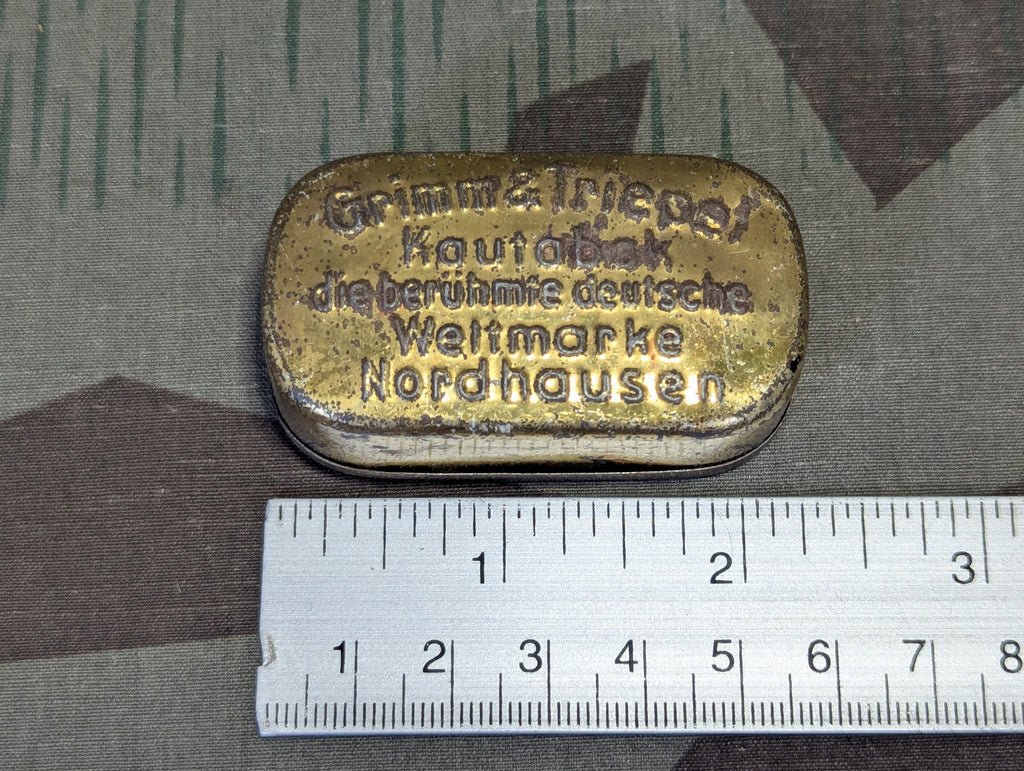 Grimm & Triepel
Kautabak
die berühmte deutsche
Weltmarke
Nordhausen
1 2 3
1 2 3 4 5 6 7 8